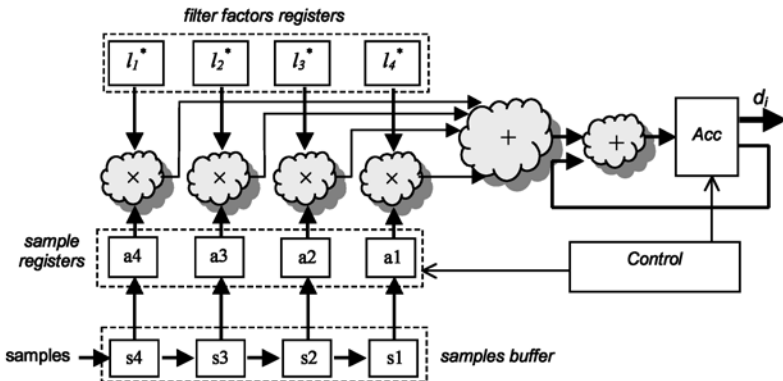 filter factors registers
l₁* l₂* l₃* l₄*
dᵢ
+ + Acc
× × × ×
sample
registers
a4 a3 a2 a1
Control
samples s4 s3 s2 s1 samples buffer